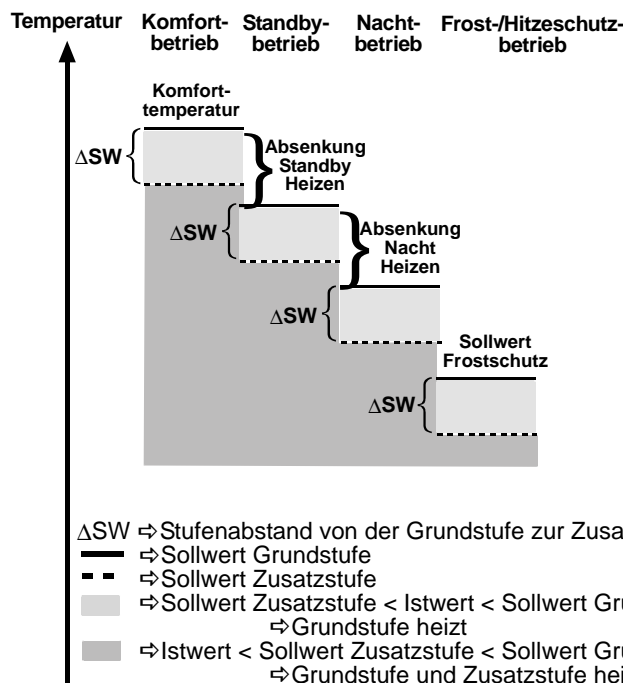 Temperatur
Komfort-
betrieb
Standby-
betrieb
Nacht-
betrieb
Frost-/Hitzeschutz-
betrieb
Komfort-
temperatur
ΔSW
Absenkung
Standby
Heizen
ΔSW
Absenkung
Nacht
Heizen
ΔSW
Sollwert
Frostschutz
ΔSW
ΔSW ⇨Stufenabstand von der Grundstufe zur
⇨Sollwert Grundstufe
⇨Sollwert Zusatzstufe
⇨Sollwert Zusatzstufe < Istwert < Sollwert
⇨Grundstufe heizt
⇨Istwert < Sollwert Zusatzstufe < Sollwert
⇨Grundstufe und Zusatzstufe